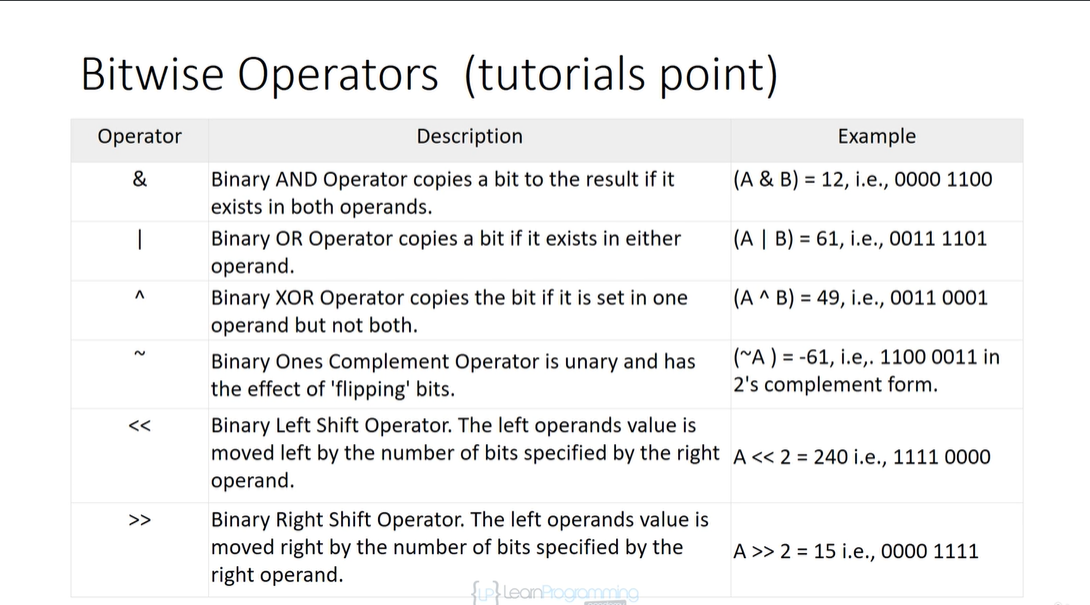 Bitwise Operators (tutorials point)
Operator Description Example
& Binary AND Operator copies a bit to the result if it (A & B) = 12, i.e., 0000 1100
exists in both operands.
| Binary OR Operator copies a bit if it exists in either (A | B) = 61, i.e., 0011 1101
operand.
^ Binary XOR Operator copies the bit if it is set in one (A ^ B) = 49, i.e., 0011 0001
operand but not both.
~ Binary Ones Complement Operator is unary and has (~A ) = -61, i.e,. 1100 0011 in
the effect of 'flipping' bits. 2's complement form.
<< Binary Left Shift Operator. The left operands value is
moved left by the number of bits specified by the right A << 2 = 240 i.e., 1111 0000
operand.
>> Binary Right Shift Operator. The left operands value is
moved right by the number of bits specified by the A >> 2 = 15 i.e., 0000 1111
right operand.
{LP} LearnProgramming